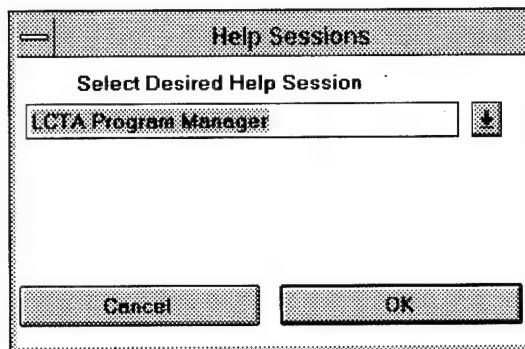 Help Sessions
Select Desired Help Session
LCTA Program Manager
Cancel OK